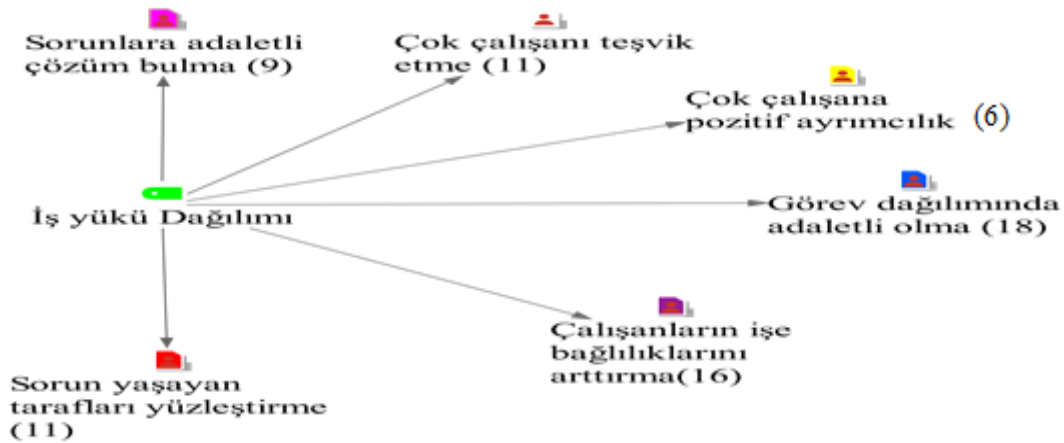 Sorunlara adaletli
çözüm bulma (9)
Çok çalışanı teşvik
etme (11)
Çok çalışana
pozitif ayrımcılık (6)
İş yükü Dağılımı
Görev dağılımında
adaletli olma (18)
Çalışanların işe
bağlılıklarını
arttırma(16)
Sorun yaşayan
tarafları yüzleştirme
(11)